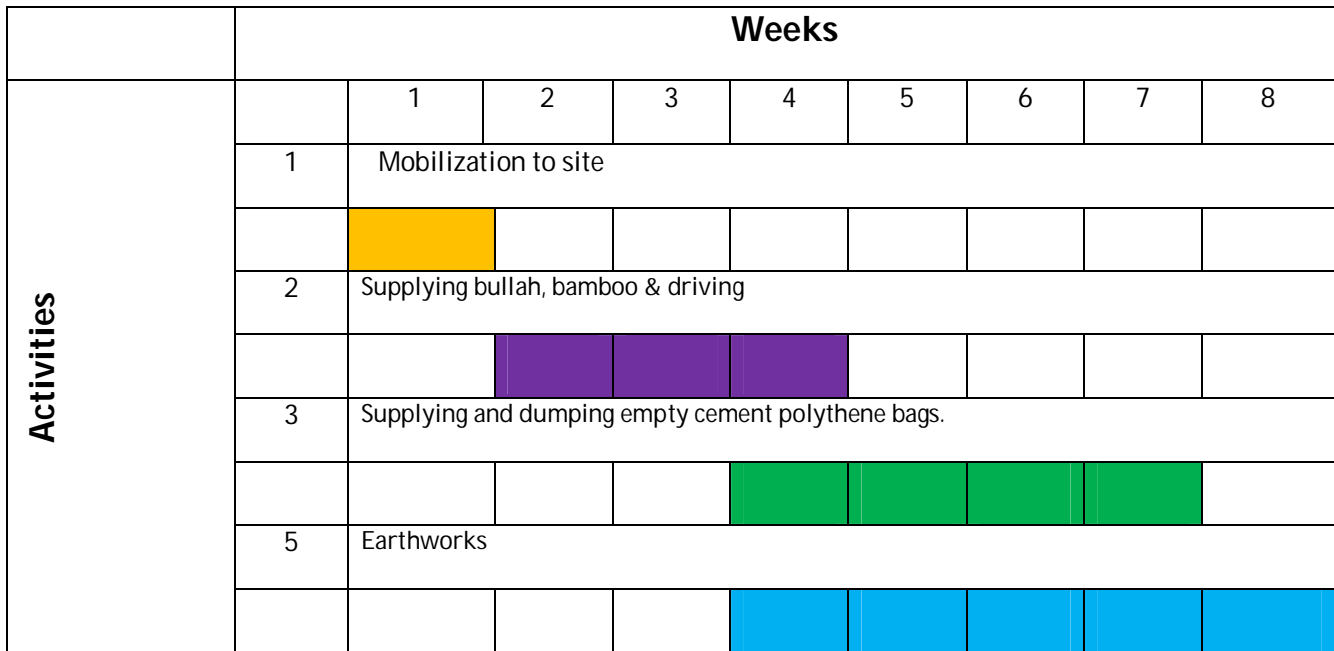 Weeks
1 2 3 4 5 6 7 8
Activities
1 Mobilization to site
2 Supplying bullah, bamboo & driving
3 Supplying and dumping empty cement polythene bags.
5 Earthworks